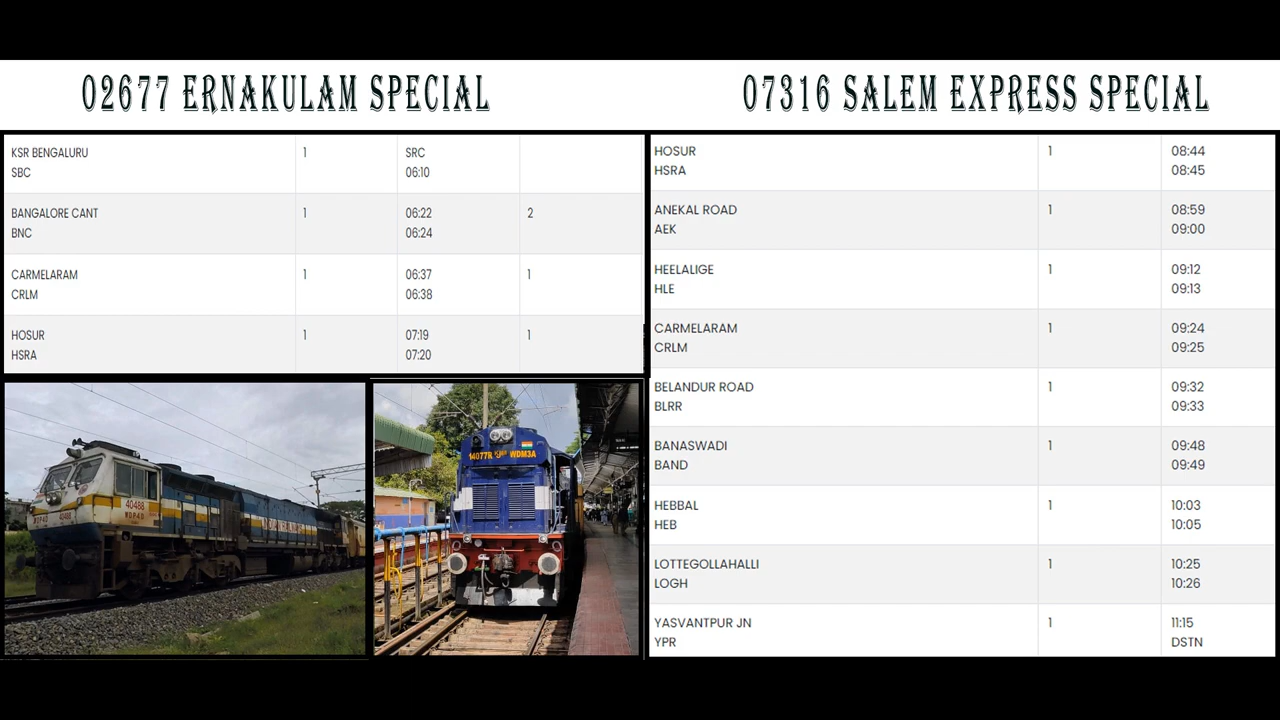 02677 ERNAKULAM SPECIAL
KSR BENGALURU 1 SRC
SBC 06:10
BANGALORE CANT 1 06:22 2
BNC 06:24
CARMELARAM 1 06:37 1
CRLM 06:38
HOSUR 1 07:19 1
HSRA 07:20
40488
WDP4D
40488
14077R WDM3A
07316 SALEM EXPRESS SPECIAL
HOSUR 1 08:44
HSRA 08:45
ANEKAL ROAD 1 08:59
AEK 09:00
HEELALIGE 1 09:12
HLE 09:13
CARMELARAM 1 09:24
CRLM 09:25
BELANDUR ROAD 1 09:32
BLRR 09:33
BANASWADI 1 09:48
BAND 09:49
HEBBAL 1 10:03
HEB 10:05
LOTTEGOLLAHALLI 1 10:25
LOGH 10:26
YASVANTPUR JN 1 11:15
YPR DSTN